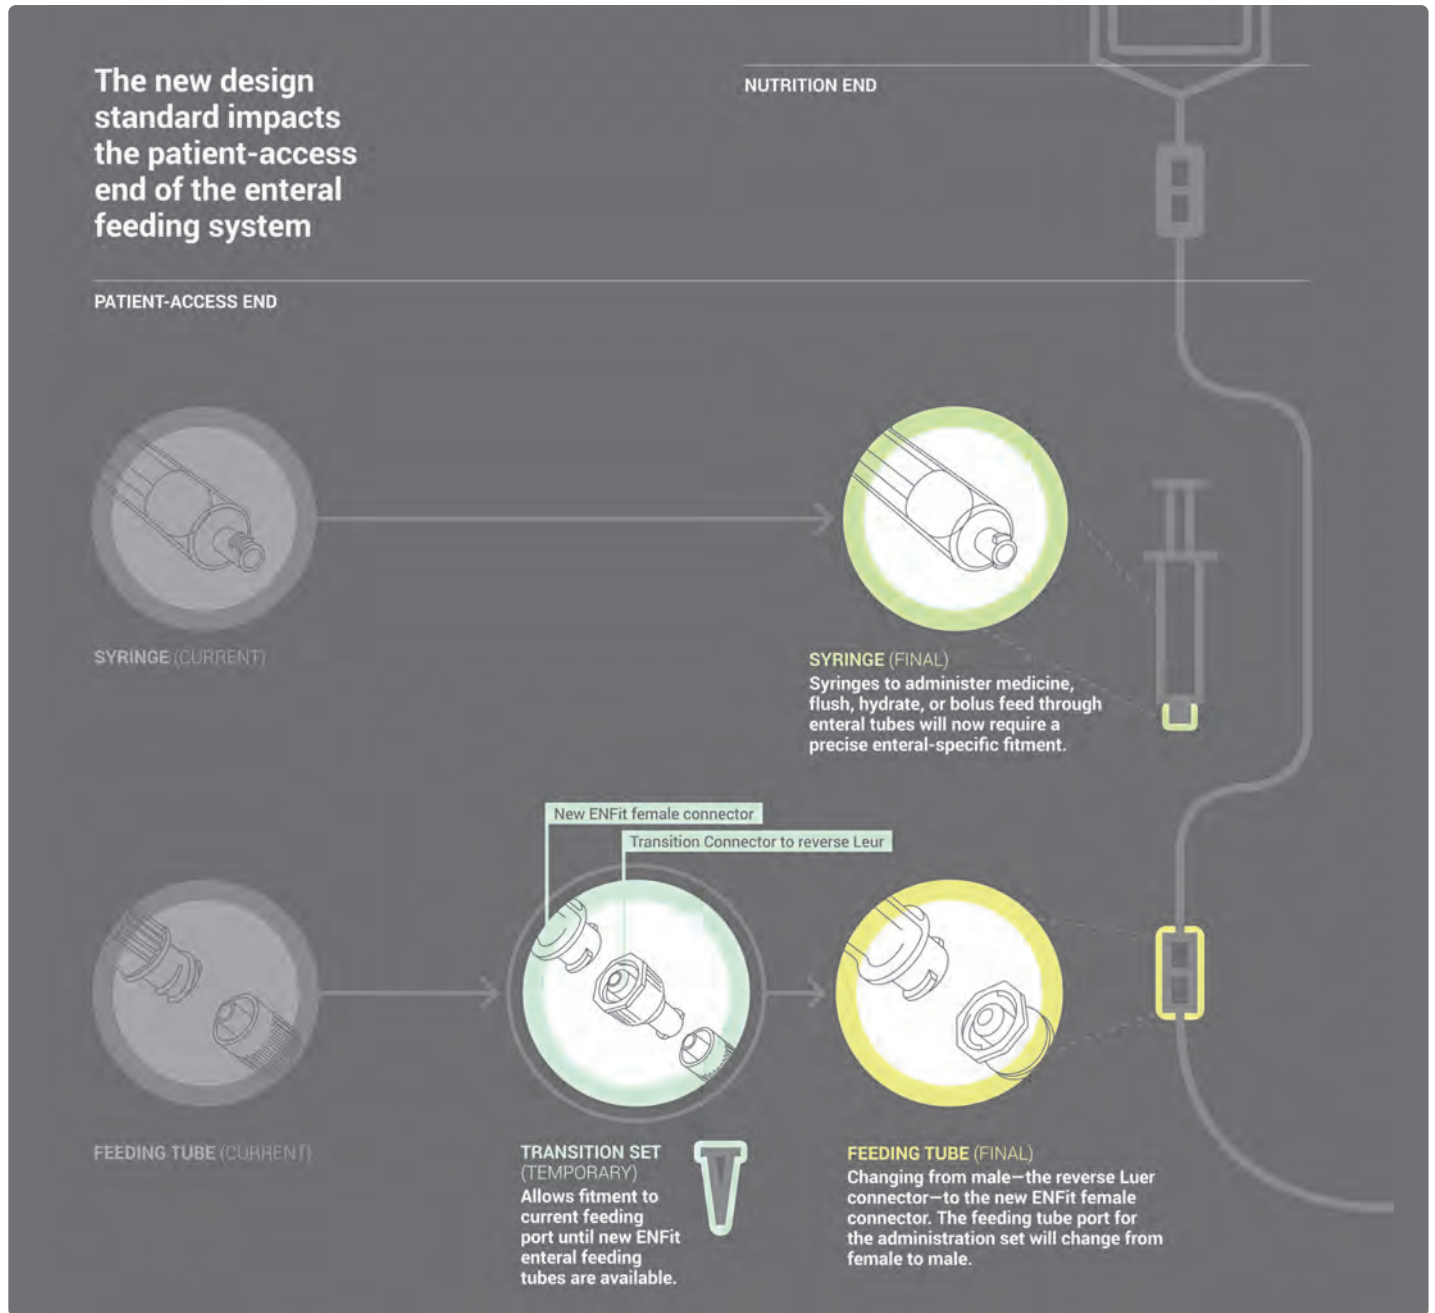 The new design
standard impacts
the patient-access
end of the enteral
feeding system
NUTRITION END
PATIENT-ACCESS END
SYRINGE (CURRENT)
SYRINGE (FINAL)
Syringes to administer medicine,
flush, hydrate, or bolus feed through
enteral tubes will now require a
precise enteral-specific fitment.
New ENFit female connector
Transition Connector to reverse Leur
FEEDING TUBE (CURRENT)
TRANSITION SET
(TEMPORARY)
Allows fitment to
current feeding
port until new ENFit
enteral feeding
tubes are available.
FEEDING TUBE (FINAL)
Changing from male—the reverse Luer
connector—to the new ENFit female
connector. The feeding tube port for
the administration set will change from
female to male.